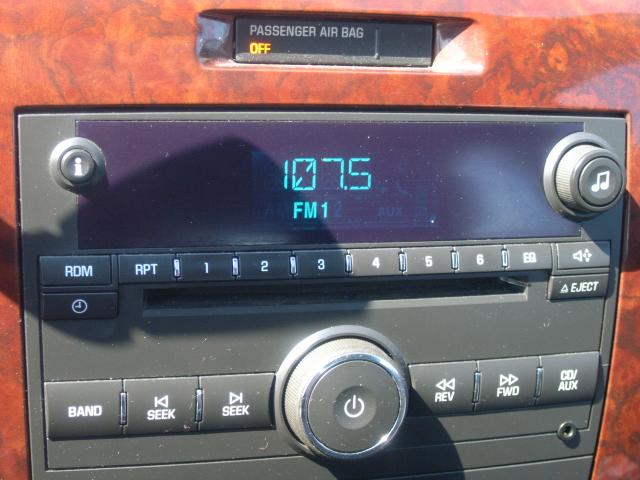 PASSENGER AIR BAG
OFF
107.5
FM1
AUX
RDM
RPT
1
2
3
4
5
6
EQ
EJECT
BAND
SEEK
SEEK
REV
FWD
CD/
AUX